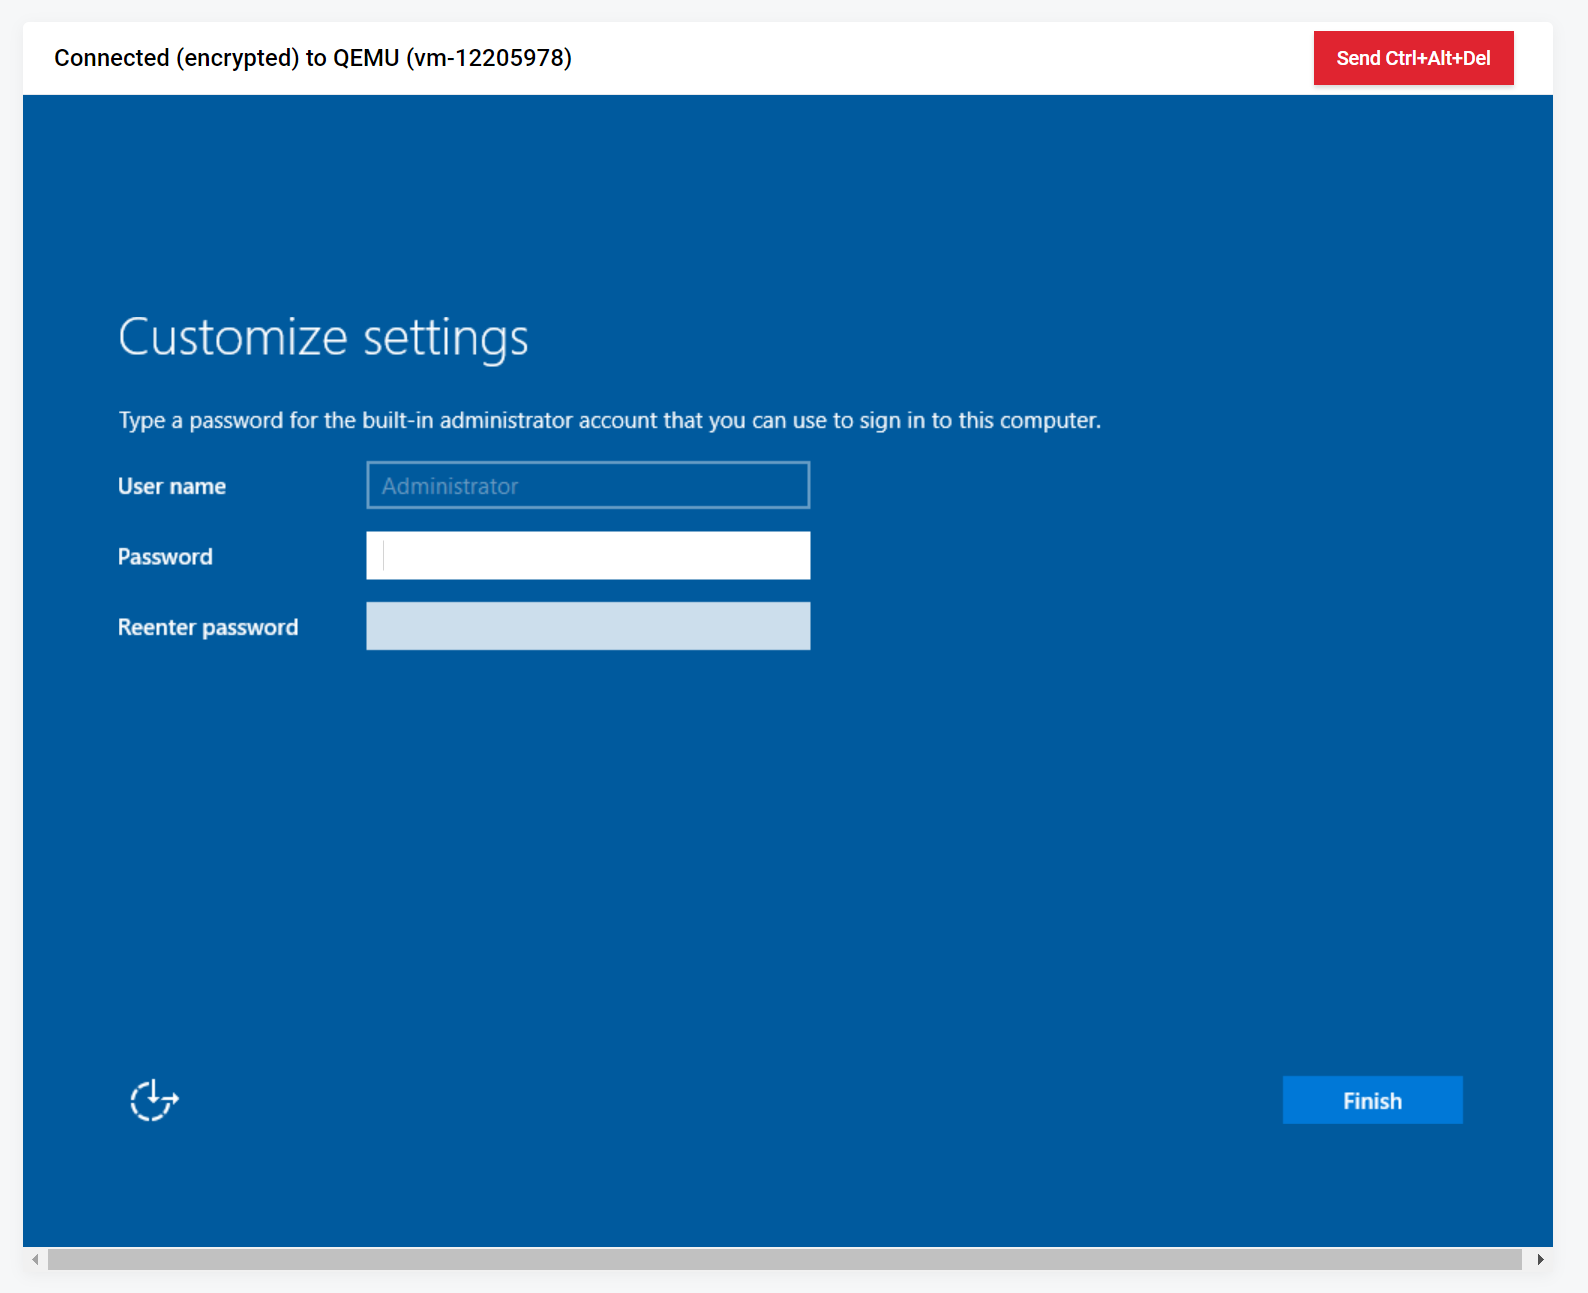 Connected (encrypted) to QEMU (vm-12205978)
Send Ctrl+Alt+Del
Customize settings
Type a password for the built-in administrator account that you can use to sign in to this computer.
User name
Administrator
Password
Reenter password
Finish